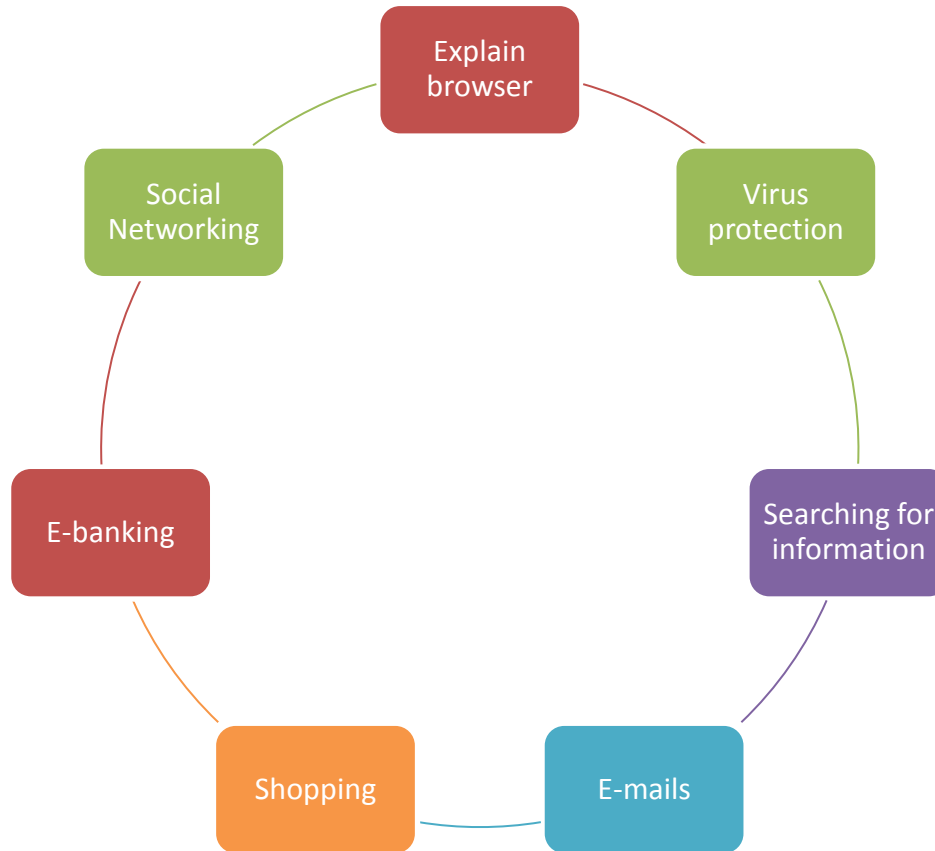 Explain
browser
Virus
protection
Searching for
information
E-mails
Shopping
E-banking
Social
Networking